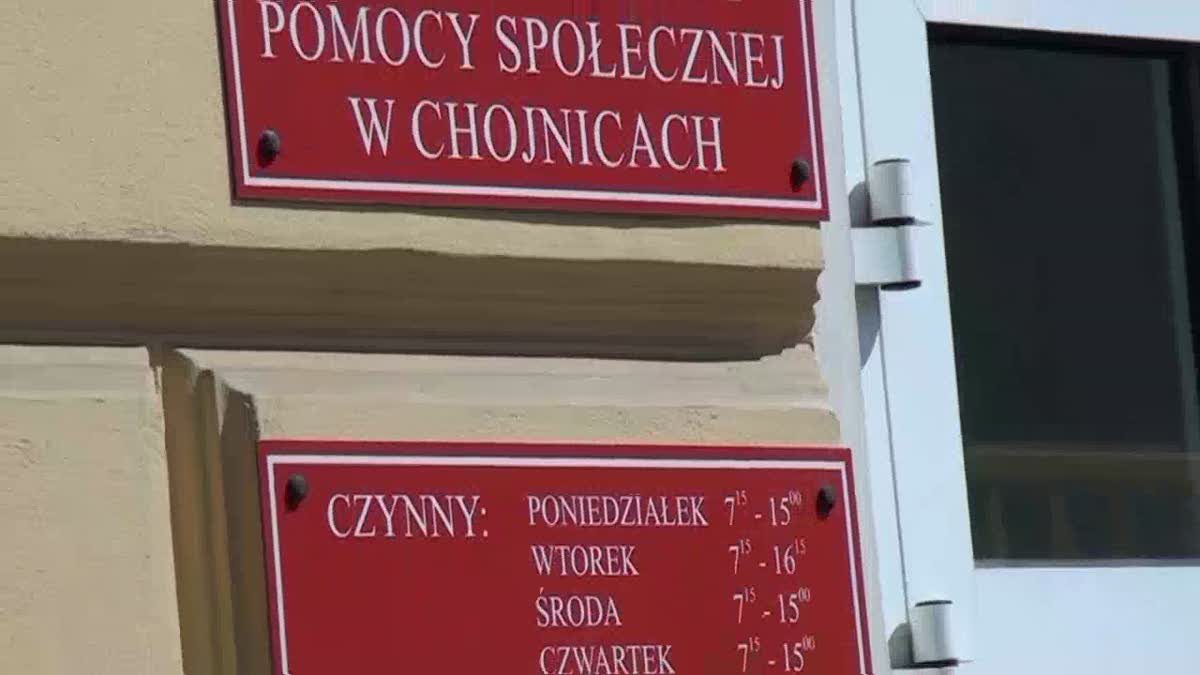 POMOCY SPOŁECZNEJ
W CHOJNICACH
CZYNNY: PONIEDZIAŁEK 7¹⁵ - 15⁰⁰
WTOREK 7¹⁵ - 16¹⁵
ŚRODA 7¹⁵ - 15⁰⁰
CZWARTEK 7¹⁵ - 15⁰⁰